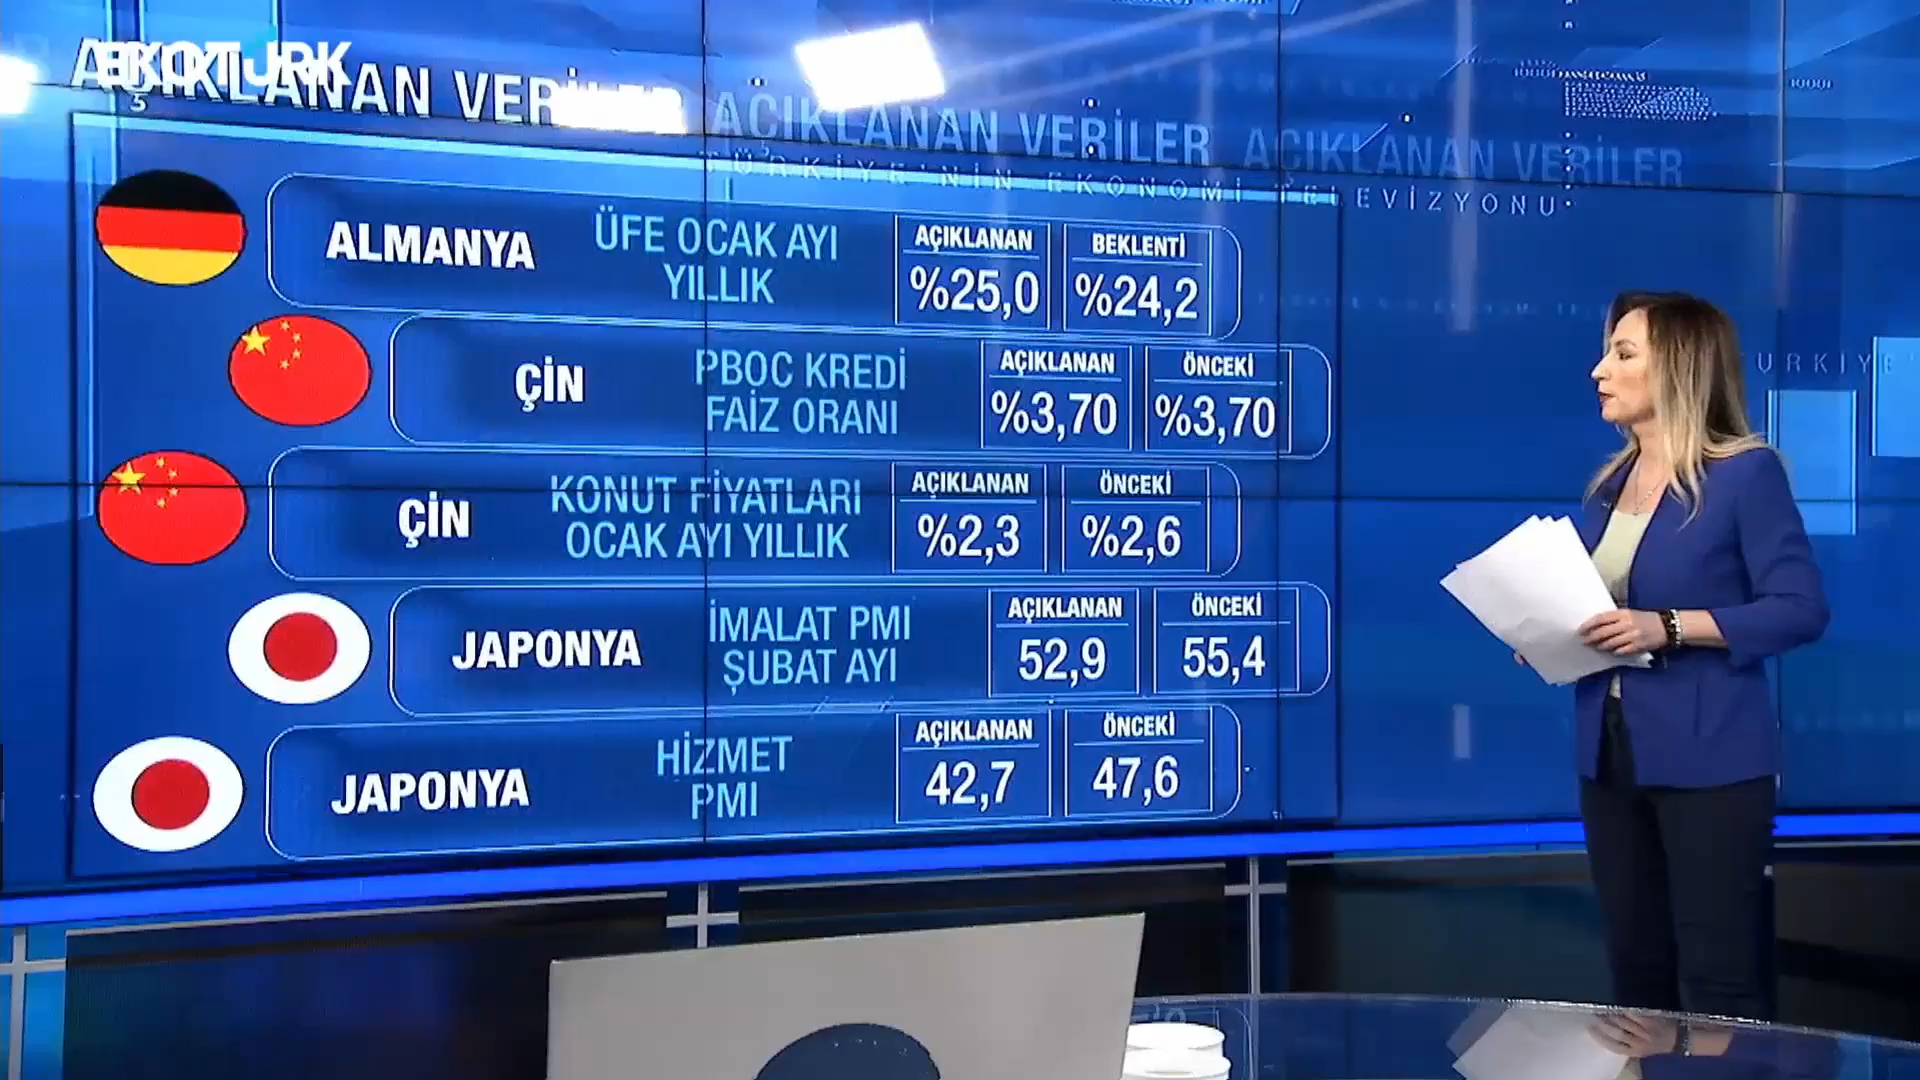 EKOTÜRK
AÇIKLANAN VERİLER AÇIKLANAN VERİLER AÇIKLANAN VERİLER
TÜRKİYE'NİN EKONOMİ TELEVİZYONU
ALMANYA
ÜFE OCAK AYI
YILLIK
AÇIKLANAN
%25,0
BEKLENTİ
%24,2
ÇİN
PBOC KREDİ
FAİZ ORANI
AÇIKLANAN
%3,70
ÖNCEKİ
%3,70
ÇİN
KONUT FİYATLARI
OCAK AYI YILLIK
AÇIKLANAN
%2,3
ÖNCEKİ
%2,6
JAPONYA
İMALAT PMI
ŞUBAT AYI
AÇIKLANAN
52,9
ÖNCEKİ
55,4
JAPONYA
HİZMET
PMI
AÇIKLANAN
42,7
ÖNCEKİ
47,6